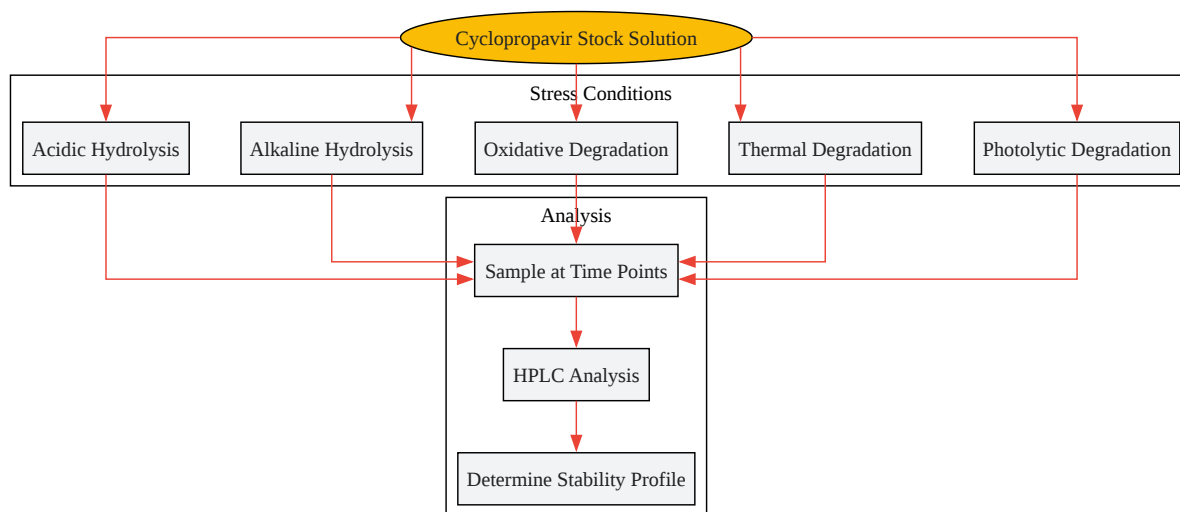 Cyclopropavir Stock Solution
Stress Conditions
Acidic Hydrolysis
Alkaline Hydrolysis
Oxidative Degradation
Thermal Degradation
Photolytic Degradation
Analysis
Sample at Time Points
HPLC Analysis
Determine Stability Profile